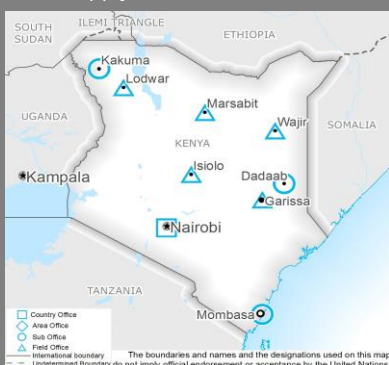 SOUTH
SUDAN
ILEMI TRIANGLE
ETHIOPIA
Kakuma
Lodwar
Marsabit
Wajir
UGANDA
SOMALIA
KENYA
Isiolo
Dadaab
Kampala
Garissa
Nairobi
TANZANIA
Mombasa
Country Office
Area Office
Sub Office
Field Office
International boundary
The boundaries and names and the designations used on this map
Undetermined Boundary do not imply official endorsement or acceptance by the United Nations